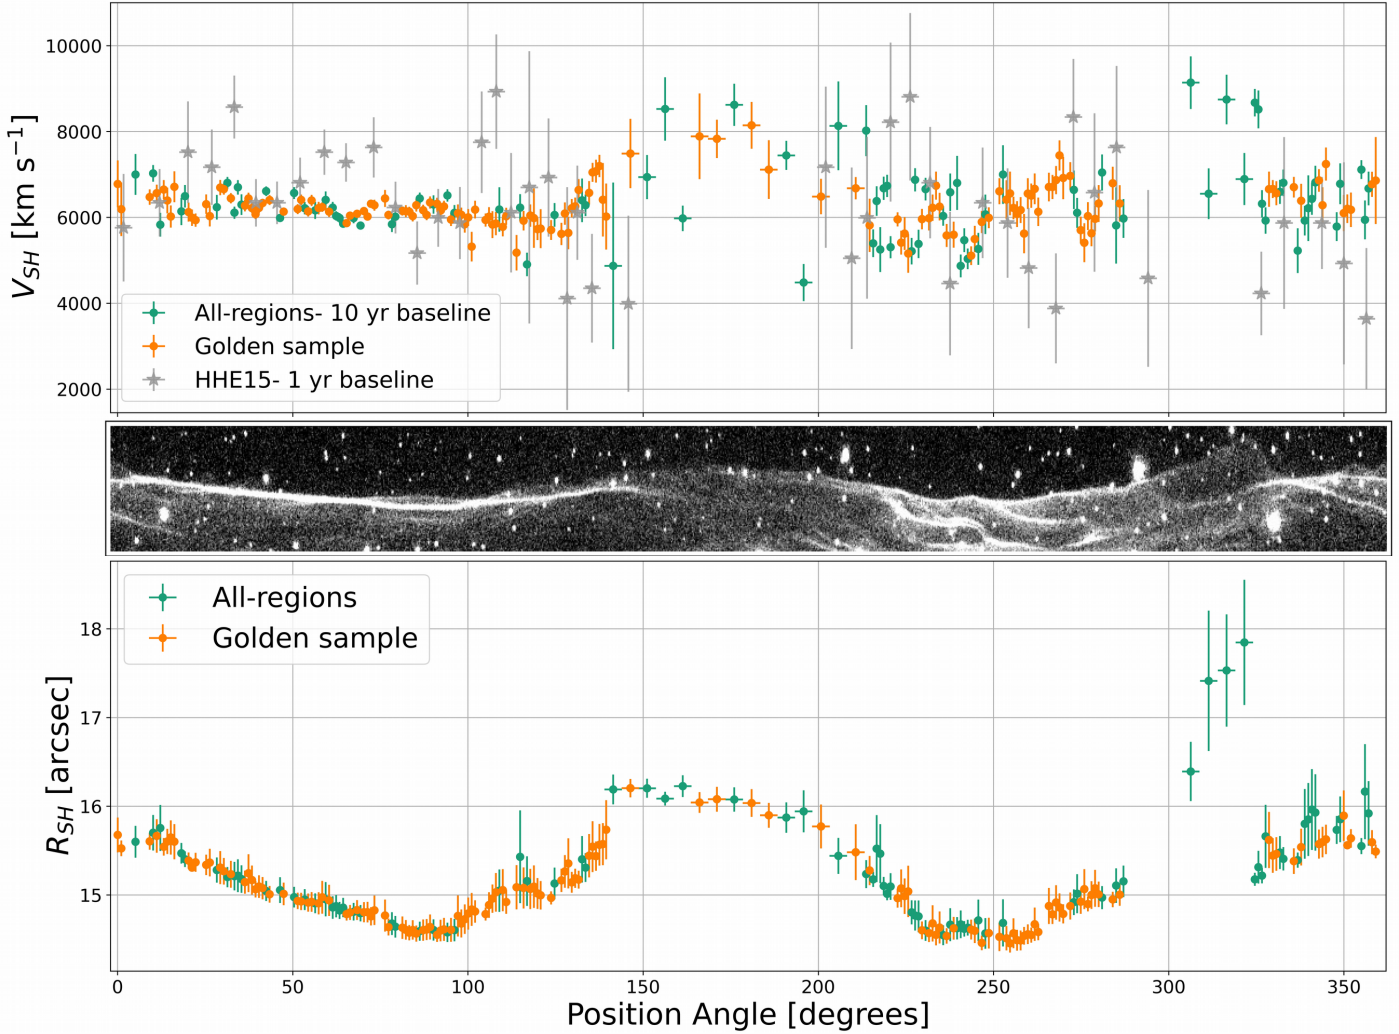 10000
8000
6000
4000
2000
V_SH [km s⁻¹]
All-regions- 10 yr baseline
Golden sample
HHE15- 1 yr baseline
All-regions
Golden sample
18
17
16
15
R_SH [arcsec]
0 50 100 150 200 250 300 350
Position Angle [degrees]